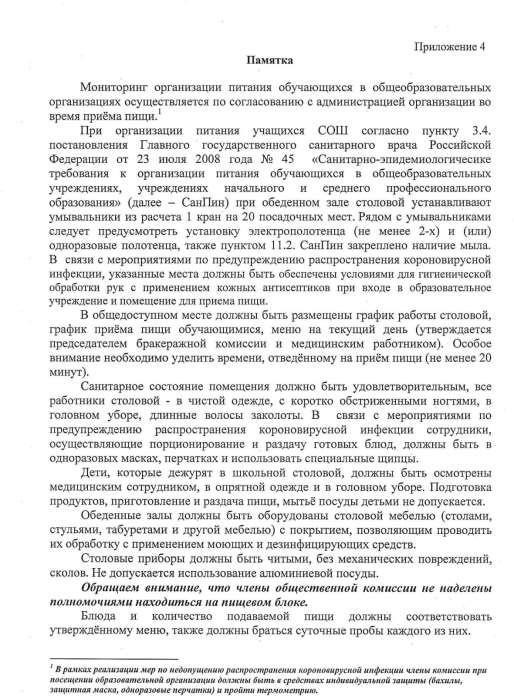 Приложение 4
Памятка
Мониторинг организации питания обучающихся в общеобразовательных
организациях осуществляется по согласованию с администрацией организации во
время приёма пищи.¹
При организации питания учащихся СОШ согласно пункту 3.4.
постановления Главного государственного санитарного врача Российской
Федерации от 23 июля 2008 года № 45 «Санитарно-эпидемиологичесике
требования к организации питания обучающихся в общеобразовательных
учреждениях, учреждениях начального и среднего профессионального
образования» (далее – СанПин) при обеденном зале столовой устанавливают
умывальники из расчета 1 кран на 20 посадочных мест. Рядом с умывальниками
следует предусмотреть установку электрополотенца (не менее 2-х) и (или)
одноразовые полотенца, также пунктом 11.2. СанПин закреплено наличие мыла.
В связи с мероприятиями по предупреждению распространения короновирусной
инфекции, указанные места должны быть обеспечены условиями для гигиенической
обработки рук с применением кожных антисептиков при входе в образовательное
учреждение и помещение для приема пищи.
В общедоступном месте должны быть размещены график работы столовой,
график приёма пищи обучающимися, меню на текущий день (утверждается
председателем бракеражной комиссии и медицинским работником). Особое
внимание необходимо уделить времени, отведённому на приём пищи (не менее 20
минут).
Санитарное состояние помещения должно быть удовлетворительным, все
работники столовой - в чистой одежде, с коротко обстриженными ногтями, в
головном уборе, длинные волосы заколоты. В связи с мероприятиями по
предупреждению распространения короновирусной инфекции сотрудники,
осуществляющие порционирование и раздачу готовых блюд, должны быть в
одноразовых масках, перчатках и использовать специальные щипцы.
Дети, которые дежурят в школьной столовой, должны быть осмотрены
медицинским сотрудником, в опрятной одежде и в головном уборе. Подготовка
продуктов, приготовление и раздача пищи, мытьё посуды детьми не допускается.
Обеденные залы должны быть оборудованы столовой мебелью (столами,
стульями, табуретами и другой мебелью) с покрытием, позволяющим проводить
их обработку с применением моющих и дезинфицирующих средств.
Столовые приборы должны быть читыми, без механических повреждений,
сколов. Не допускается использование алюминиевой посуды.
Обращаем внимание, что члены общественной комиссии не наделены
полномочиями находиться на пищевом блоке.
Блюда и количество подаваемой пищи должны соответствовать
утверждённому меню, также должны браться суточные пробы каждого из них.
¹ В рамках реализации мер по недопущению распространения короновирусной инфекции члены комиссии при
посещении образовательной организации должны быть в средствах индивидуальной защиты (бахилы,
защитная маска, одноразовые перчатки) и пройти термометрию.